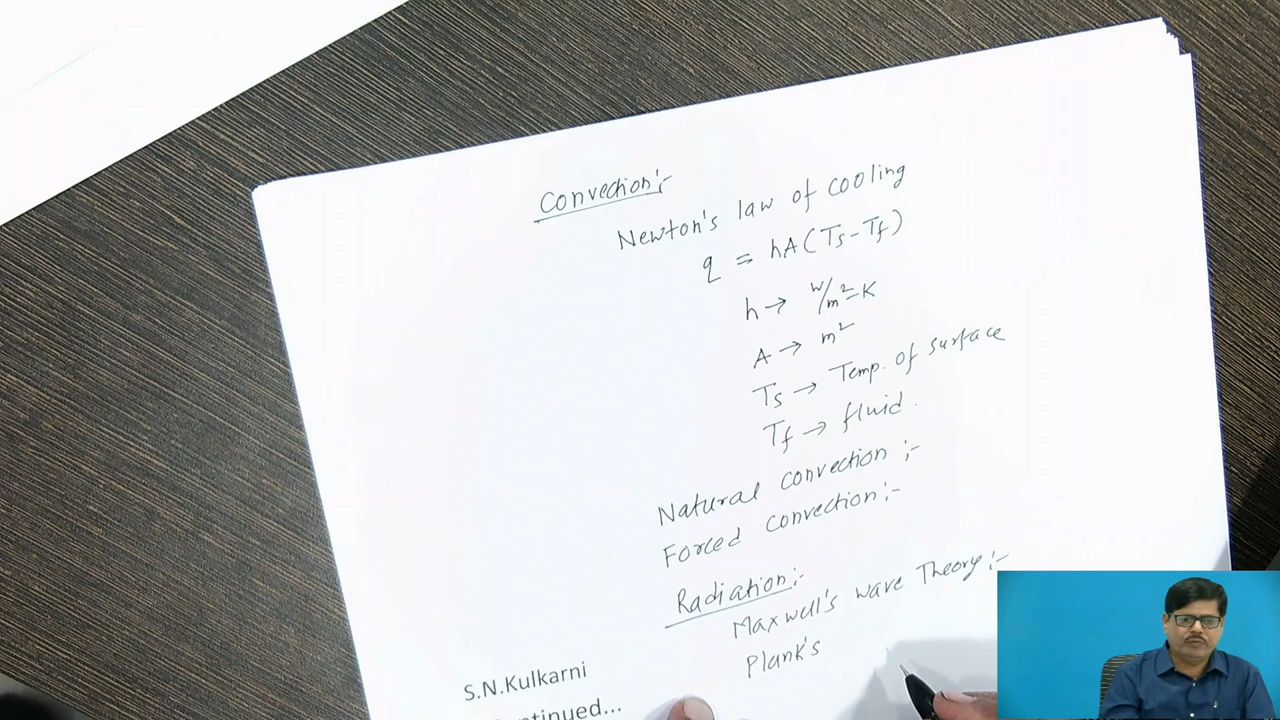 Convection:-
Newton's law of cooling
q = hA(Ts-Tf)
h → W/m²-K
A → m²
Ts → Temp. of surface
Tf → fluid.
Natural convection:-
Forced convection:-
Radiation:-
Maxwell's wave Theory:-
Plank's
S.N.Kulkarni
ntinued...